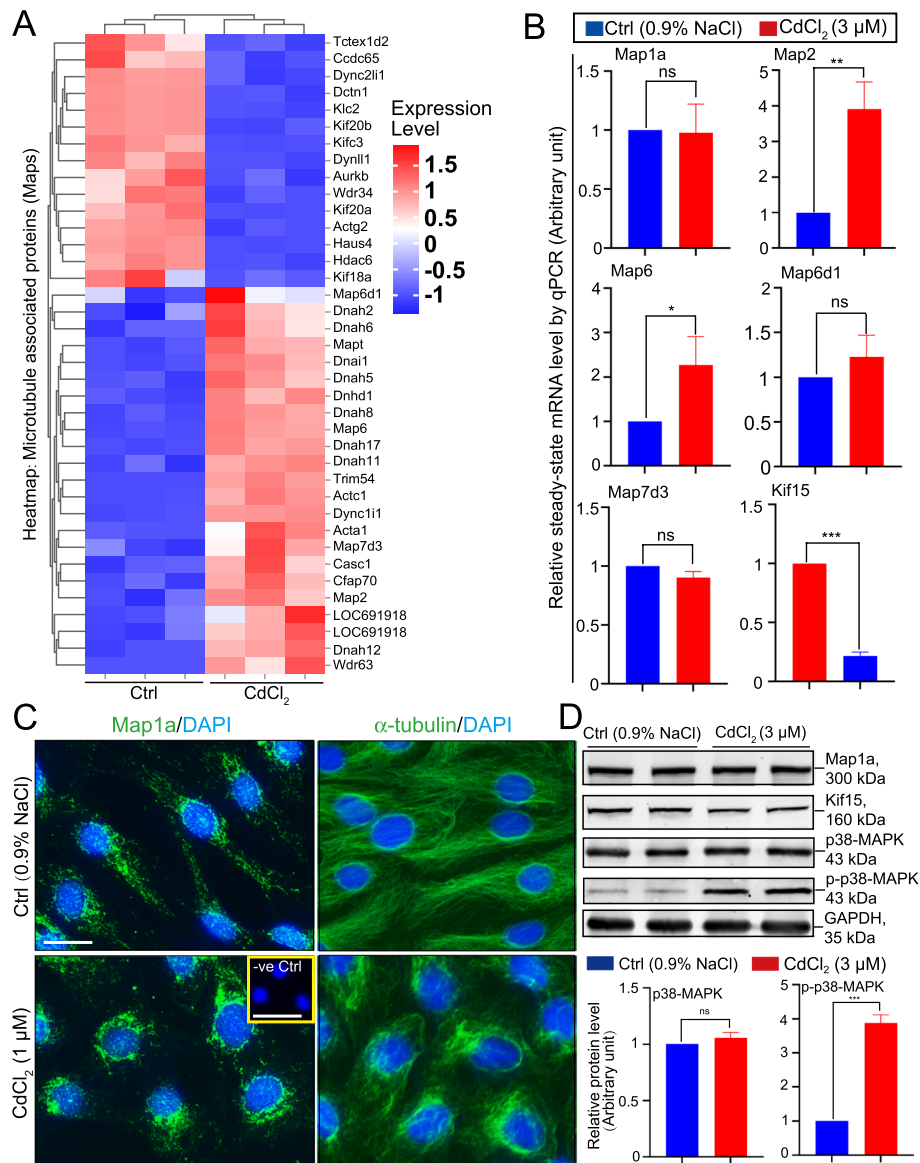 A
Heatmap: Microtubule associated proteins (Maps)
Tctex1d2
Ccdc65
Dync2li1
Dctn1
Klc2
Kif20b
Kifc3
Dynll1
Aurkb
Wdr34
Kif20a
Actg2
Haus4
Hdac6
Kif18a
Map6d1
Dnah2
Dnah6
Mapt
Dnai1
Dnah5
Dnhd1
Dnah8
Map6
Dnah17
Dnah11
Trim54
Actc1
Dync1i1
Acta1
Map7d3
Casc1
Cfap70
Map2
LOC691918
LOC691918
Dnah12
Wdr63
Ctrl
CdCl2
Expression
Level
1.5
1
0.5
0
-0.5
-1
B
Ctrl (0.9% NaCl)
CdCl2 (3 µM)
Relative steady-state mRNA level by qPCR (Arbitrary unit)
Map1a
ns
1.5
1
0.5
0
Map2
**
5
4
3
2
1
0
Map6
*
6
4
2
1
0
Map6d1
ns
2
1.5
1
0.5
0
Map7d3
ns
1.5
1
0.5
0
Kif15
***
1.5
1
0.5
0
C
Map1a/DAPI
α-tubulin/DAPI
Ctrl (0.9% NaCl)
CdCl2 (1 µM)
-ve Ctrl
D
Ctrl (0.9% NaCl)
CdCl2 (3 µM)
Map1a,
300 kDa
Kif15,
160 kDa
p38-MAPK
43 kDa
p-p38-MAPK
43 kDa
GAPDH,
35 kDa
Ctrl (0.9% NaCl)
CdCl2 (3 µM)
Relative protein level
(Arbitrary unit)
p38-MAPK
ns
1.5
1
0.5
0
p-p38-MAPK
***
5
4
3
2
1
0